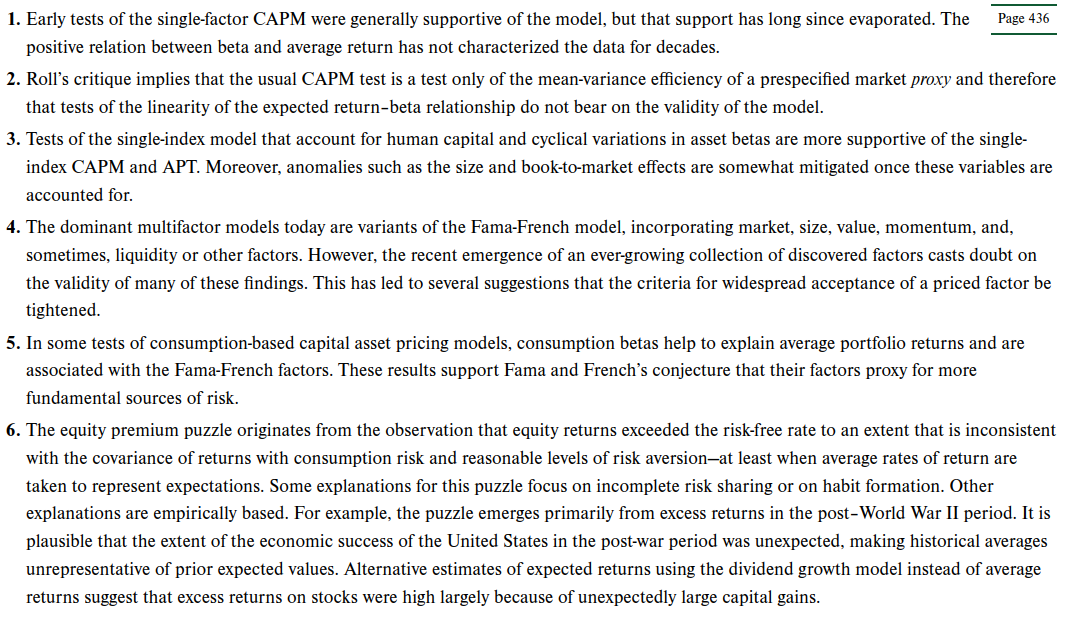 1. Early tests of the single-factor CAPM were generally supportive of the model, but that support has long since evaporated. The
Page 436
positive relation between beta and average return has not characterized the data for decades.
2. Roll's critique implies that the usual CAPM test is a test only of the mean-variance efficiency of a prespecified market proxy and therefore
that tests of the linearity of the expected return–beta relationship do not bear on the validity of the model.
3. Tests of the single-index model that account for human capital and cyclical variations in asset betas are more supportive of the single-
index CAPM and APT. Moreover, anomalies such as the size and book-to-market effects are somewhat mitigated once these variables are
accounted for.
4. The dominant multifactor models today are variants of the Fama-French model, incorporating market, size, value, momentum, and,
sometimes, liquidity or other factors. However, the recent emergence of an ever-growing collection of discovered factors casts doubt on
the validity of many of these findings. This has led to several suggestions that the criteria for widespread acceptance of a priced factor be
tightened.
5. In some tests of consumption-based capital asset pricing models, consumption betas help to explain average portfolio returns and are
associated with the Fama-French factors. These results support Fama and French's conjecture that their factors proxy for more
fundamental sources of risk.
6. The equity premium puzzle originates from the observation that equity returns exceeded the risk-free rate to an extent that is inconsistent
with the covariance of returns with consumption risk and reasonable levels of risk aversion—at least when average rates of return are
taken to represent expectations. Some explanations for this puzzle focus on incomplete risk sharing or on habit formation. Other
explanations are empirically based. For example, the puzzle emerges primarily from excess returns in the post–World War II period. It is
plausible that the extent of the economic success of the United States in the post-war period was unexpected, making historical averages
unrepresentative of prior expected values. Alternative estimates of expected returns using the dividend growth model instead of average
returns suggest that excess returns on stocks were high largely because of unexpectedly large capital gains.